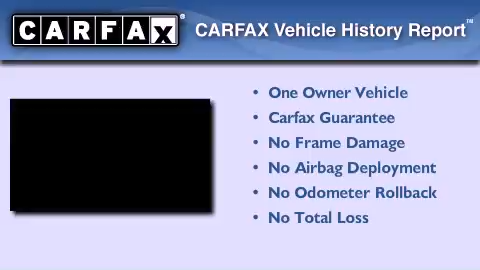 CARFAX® CARFAX Vehicle History Report™
• One Owner Vehicle
• Carfax Guarantee
• No Frame Damage
• No Airbag Deployment
• No Odometer Rollback
• No Total Loss